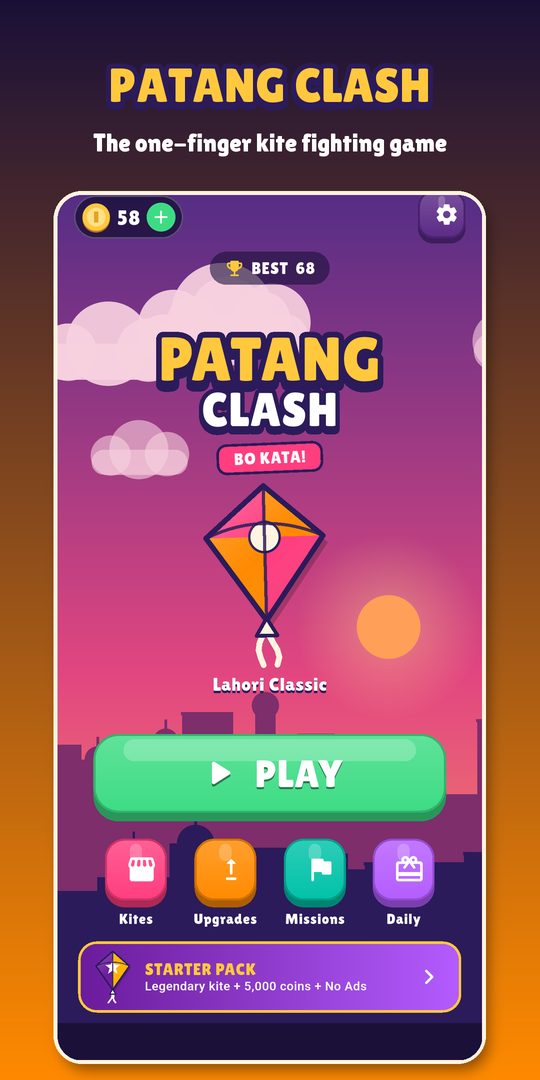 PATANG CLASH
The one-finger kite fighting game
58
BEST 68
PATANG
CLASH
BO KATA!
Lahori Classic
PLAY
Kites Upgrades Missions Daily
STARTER PACK
Legendary kite + 5,000 coins + No Ads